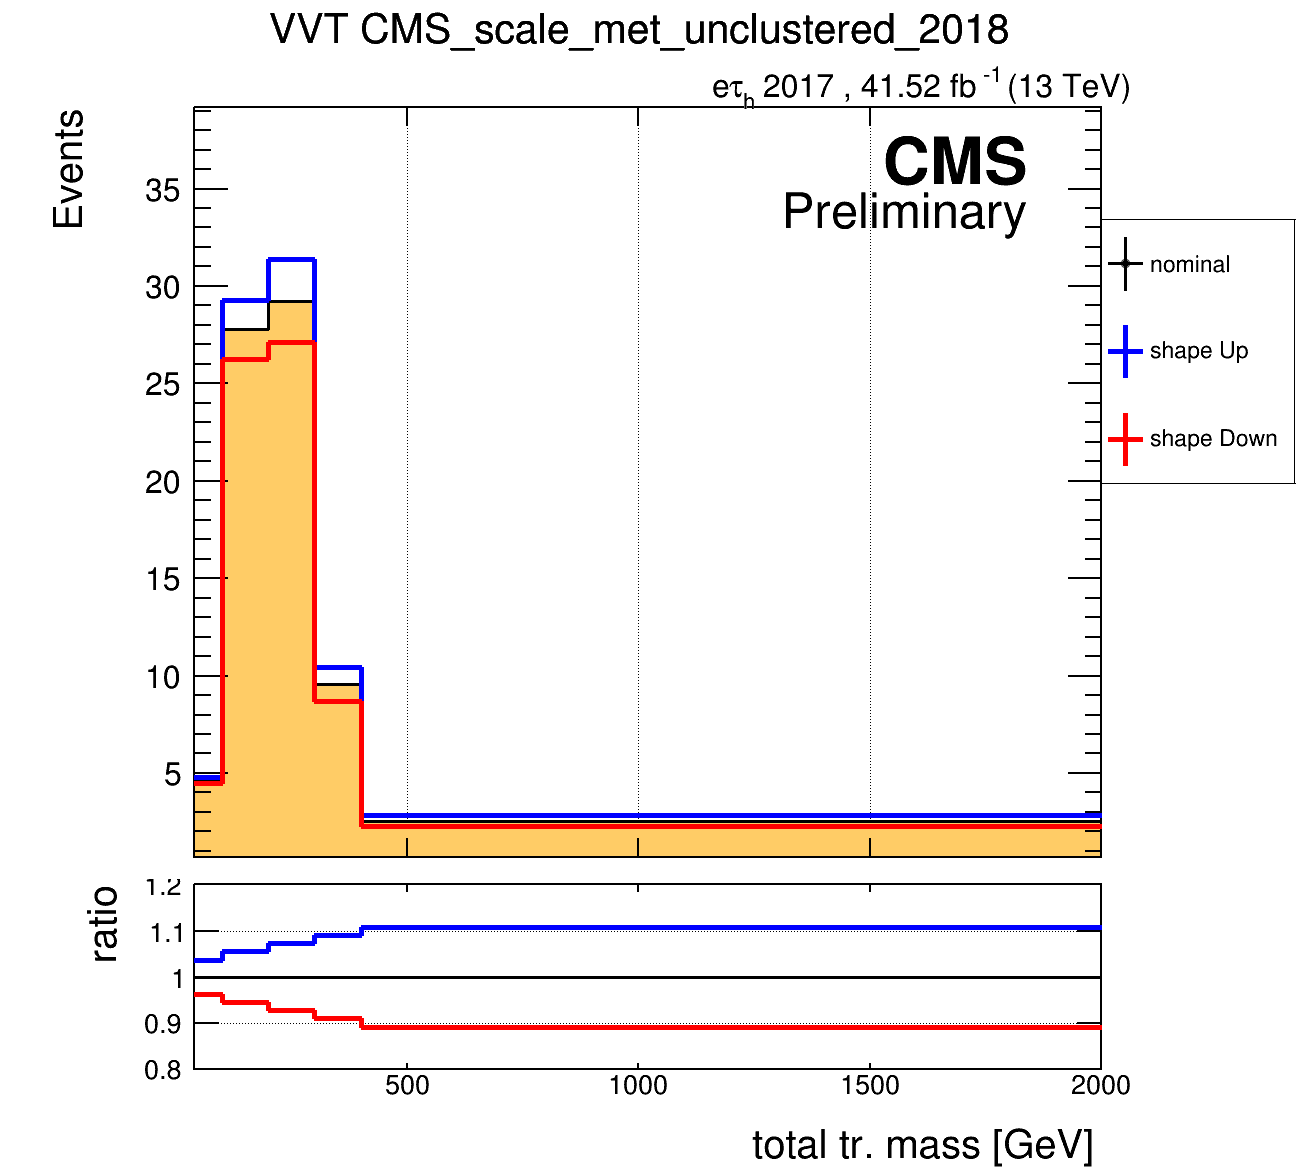 VVT CMS_scale_met_unclustered_2018
eτh 2017 , 41.52 fb-1 (13 TeV)
Events
CMS
Preliminary
35
30
25
20
15
10
5
nominal
shape Up
shape Down
ratio
1.2
1.1
1
0.9
0.8
500 1000 1500 2000
total tr. mass [GeV]